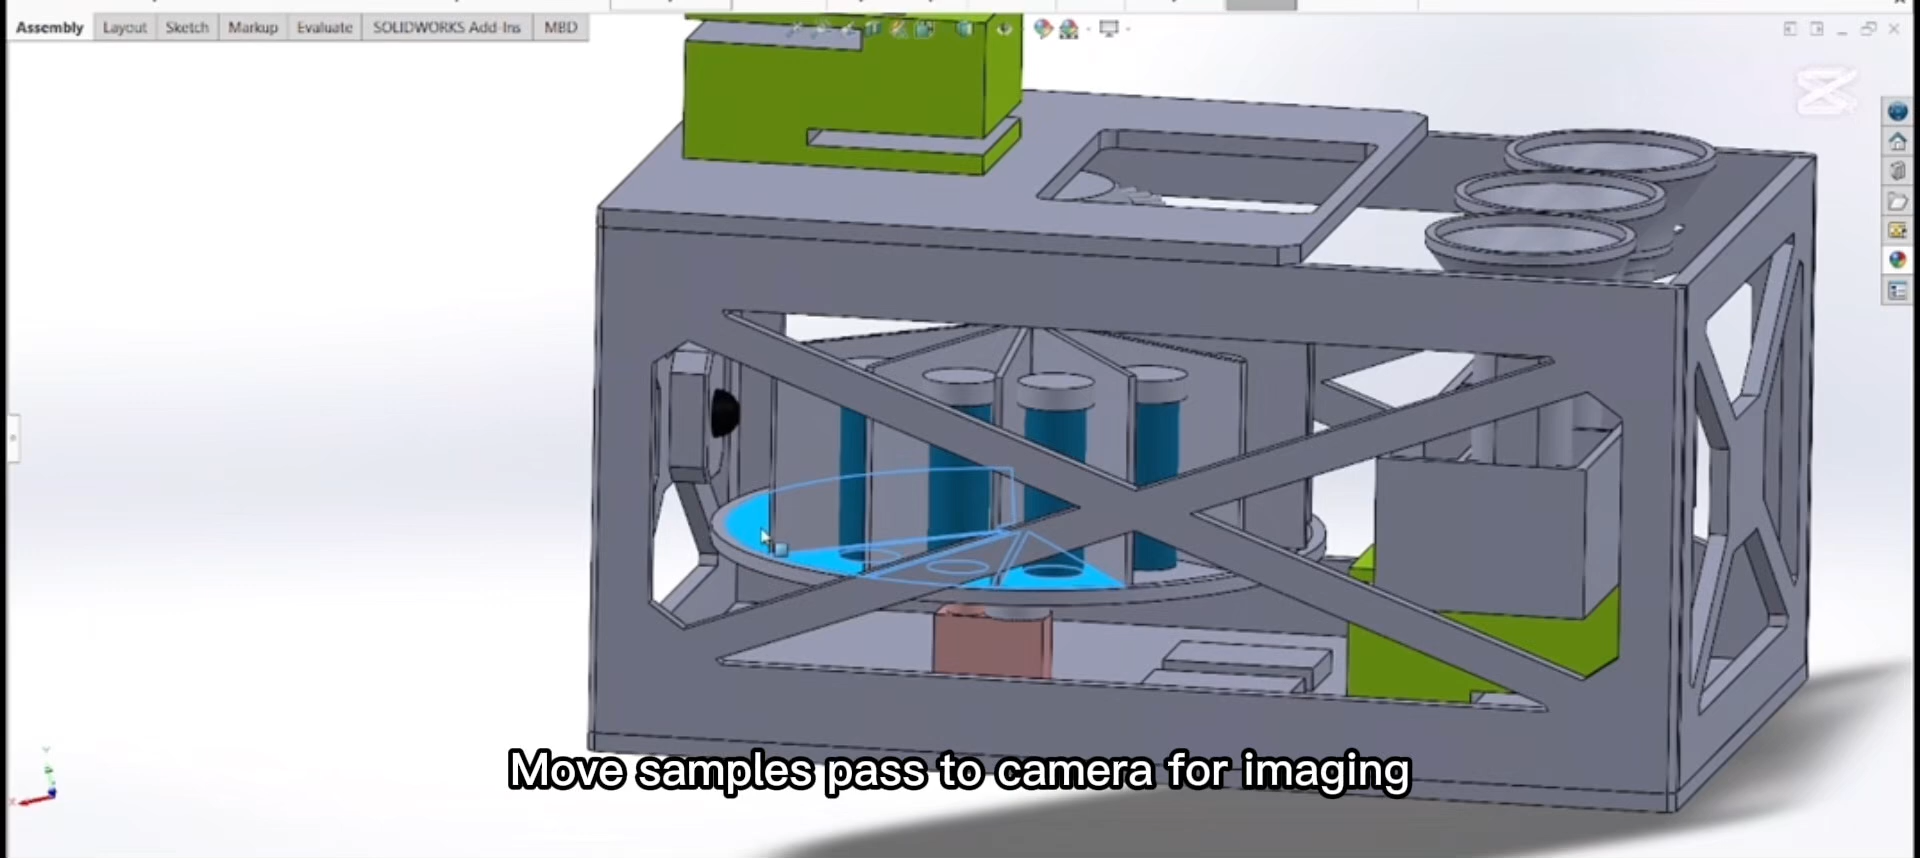 Assembly Layout Sketch Markup Evaluate SOLIDWORKS Add-Ins MBD
Move samples pass to camera for imaging